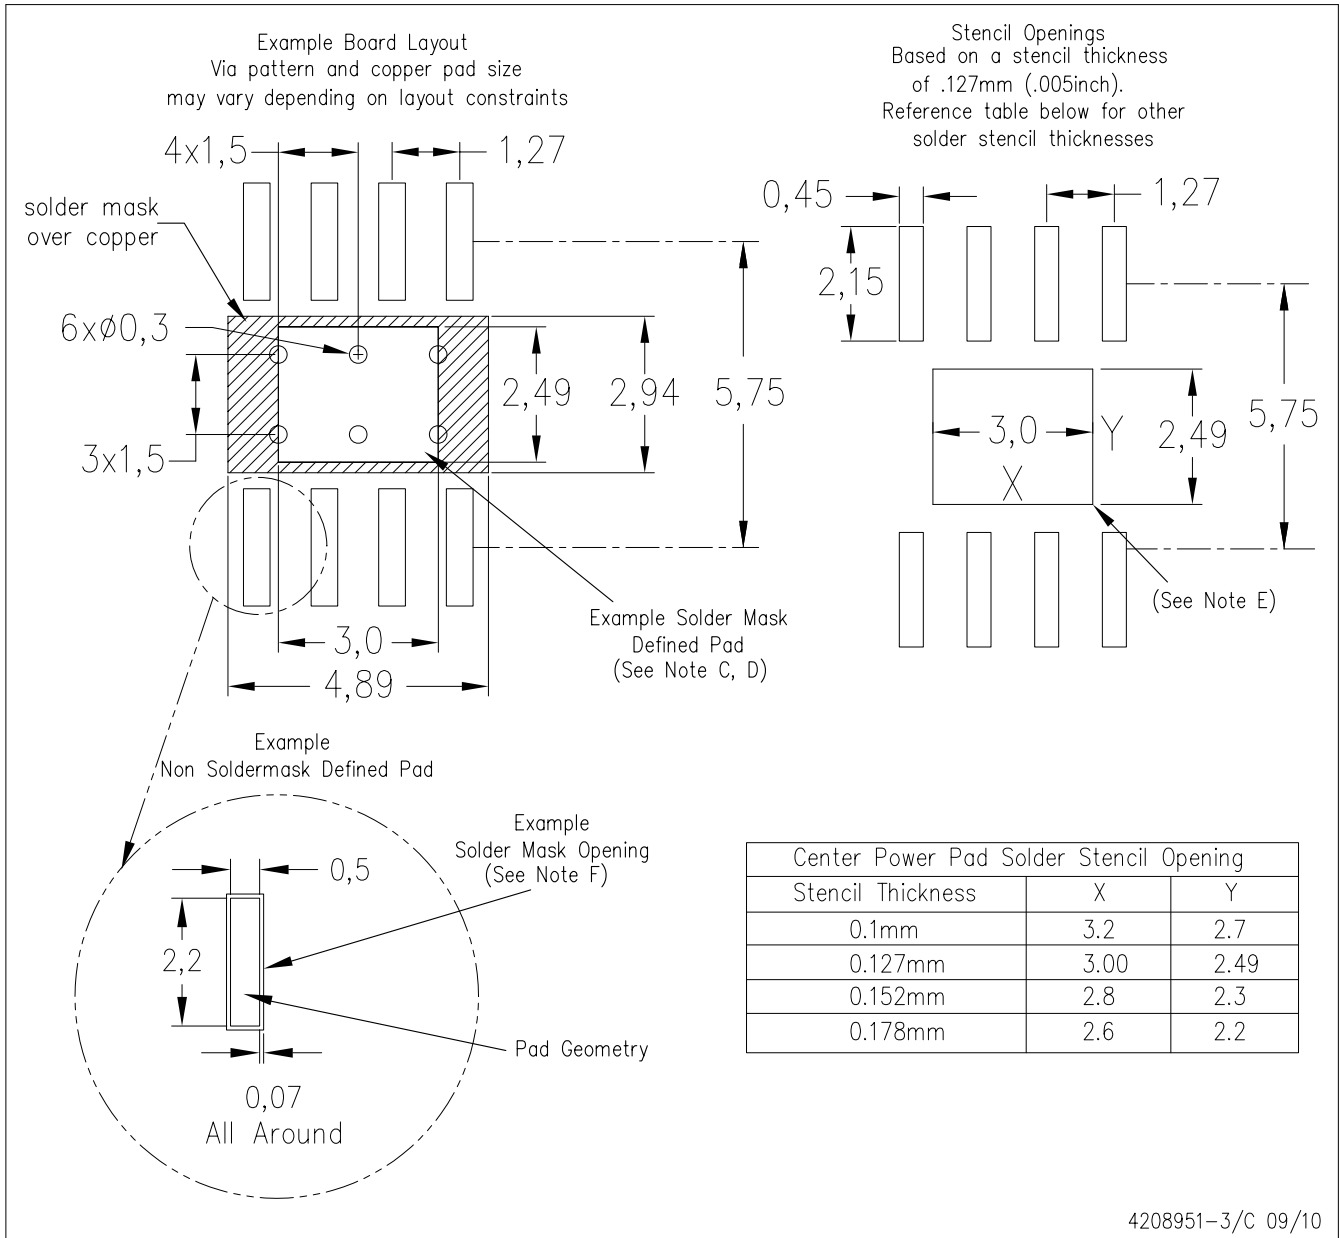 Example Board Layout
Via pattern and copper pad size
may vary depending on layout constraints
4x1,5
1,27
solder mask
over copper
6xø0,3
3x1,5
2,49
2,94
5,75
3,0
4,89
Example Solder Mask
Defined Pad
(See Note C, D)
Stencil Openings
Based on a stencil thickness
of .127mm (.005inch).
Reference table below for other
solder stencil thicknesses
0,45
1,27
2,15
3,0
X
Y
2,49
5,75
(See Note E)
Example
Non Soldermask Defined Pad
Example
Solder Mask Opening
(See Note F)
0,5
2,2
Pad Geometry
0,07
All Around
Center Power Pad Solder Stencil Opening
Stencil Thickness X Y
0.1mm 3.2 2.7
0.127mm 3.00 2.49
0.152mm 2.8 2.3
0.178mm 2.6 2.2
4208951-3/C 09/10